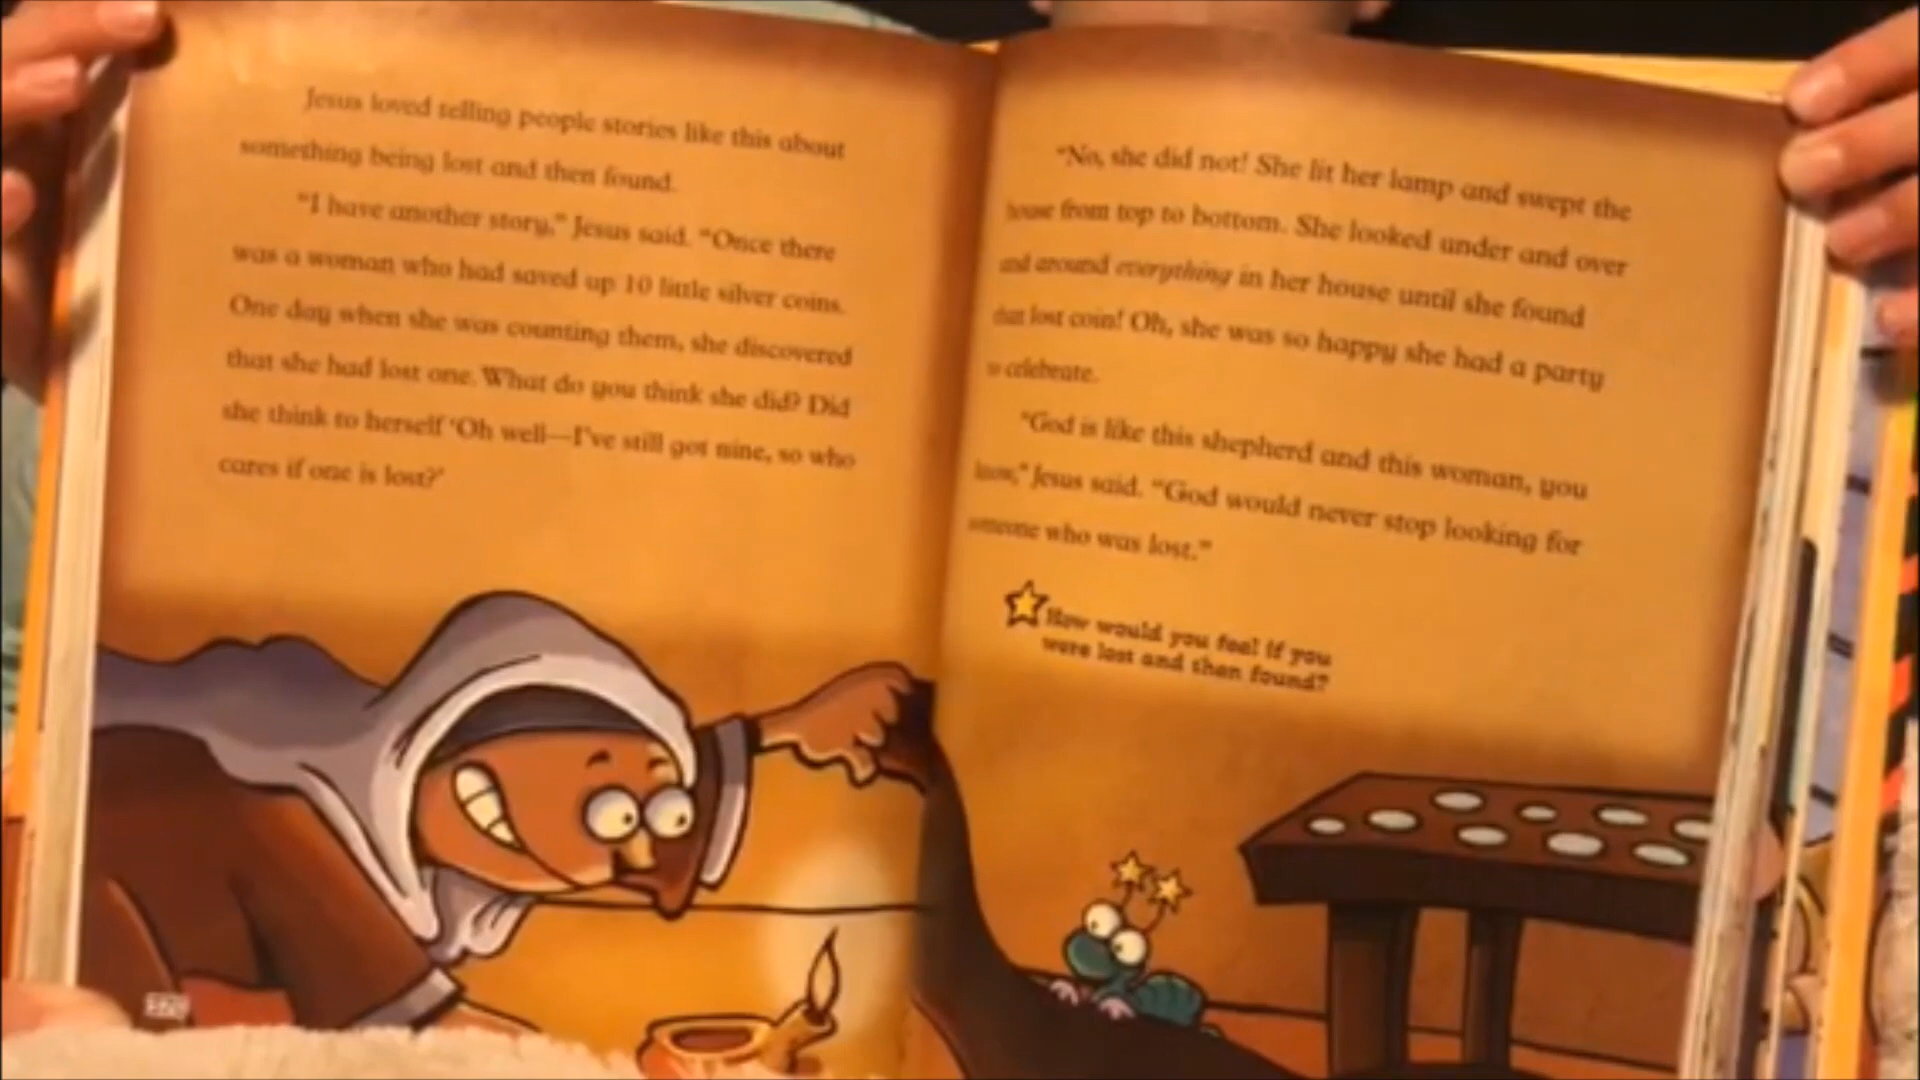 Jesus loved telling people stories like this about
something being lost and then found.
"I have another story," Jesus said. "Once there
was a woman who had saved up 10 little silver coins.
One day when she was counting them, she discovered
that she had lost one. What do you think she did? Did
she think to herself 'Oh well—I've still got nine, so who
cares if one is lost?'
"No, she did not! She lit her lamp and swept the
house from top to bottom. She looked under and over
and around everything in her house until she found
that lost coin! Oh, she was so happy she had a party
to celebrate.
"God is like this shepherd and this woman, you
know," Jesus said. "God would never stop looking for
someone who was lost."
How would you feel if you
were lost and then found?